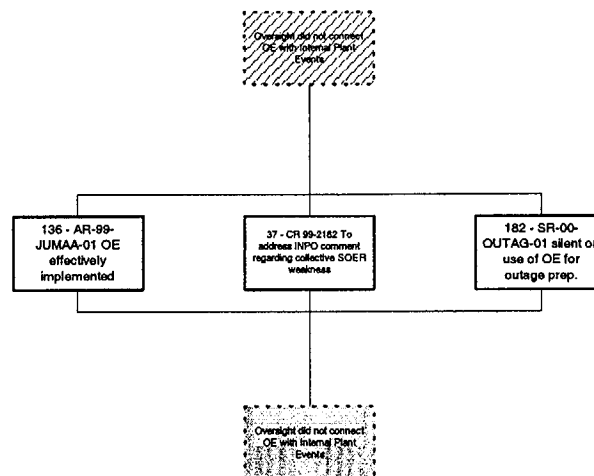 Oversight did not connect
OE with Internal Plant
Events
136 - AR-99-
JUMAA-01 OE
effectively
implemented
37 - CR 99-2162 To
address INPO comment
regarding collective SOER
weakness
182 - SR-00-
OUTAG-01 silent on
use of OE for
outage prep.
Oversight did not connect
OE with Internal Plant
Events